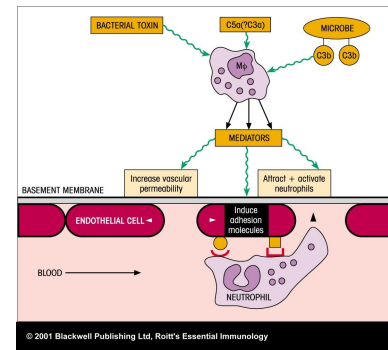 BACTERIAL TOXIN
C5a(?C3a)
MICROBE
C3b
C3b
Mϕ
MEDIATORS
Increase vascular
permeability
Attract + activate
neutrophils
BASEMENT MEMBRANE
ENDOTHELIAL CELL
Induce
adhesion
molecules
BLOOD
NEUTROPHIL
© 2001 Blackwell Publishing Ltd, Roitt's Essential Immunology